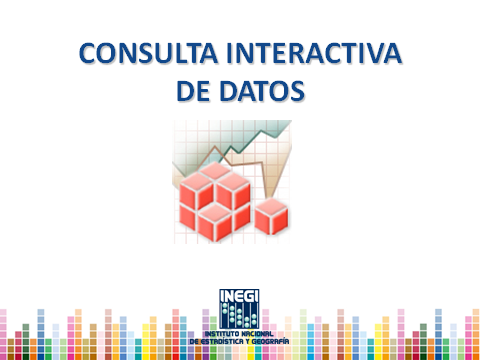 CONSULTA INTERACTIVA
DE DATOS
INEGI
INSTITUTO NACIONAL
DE ESTADÍSTICA Y GEOGRAFÍA